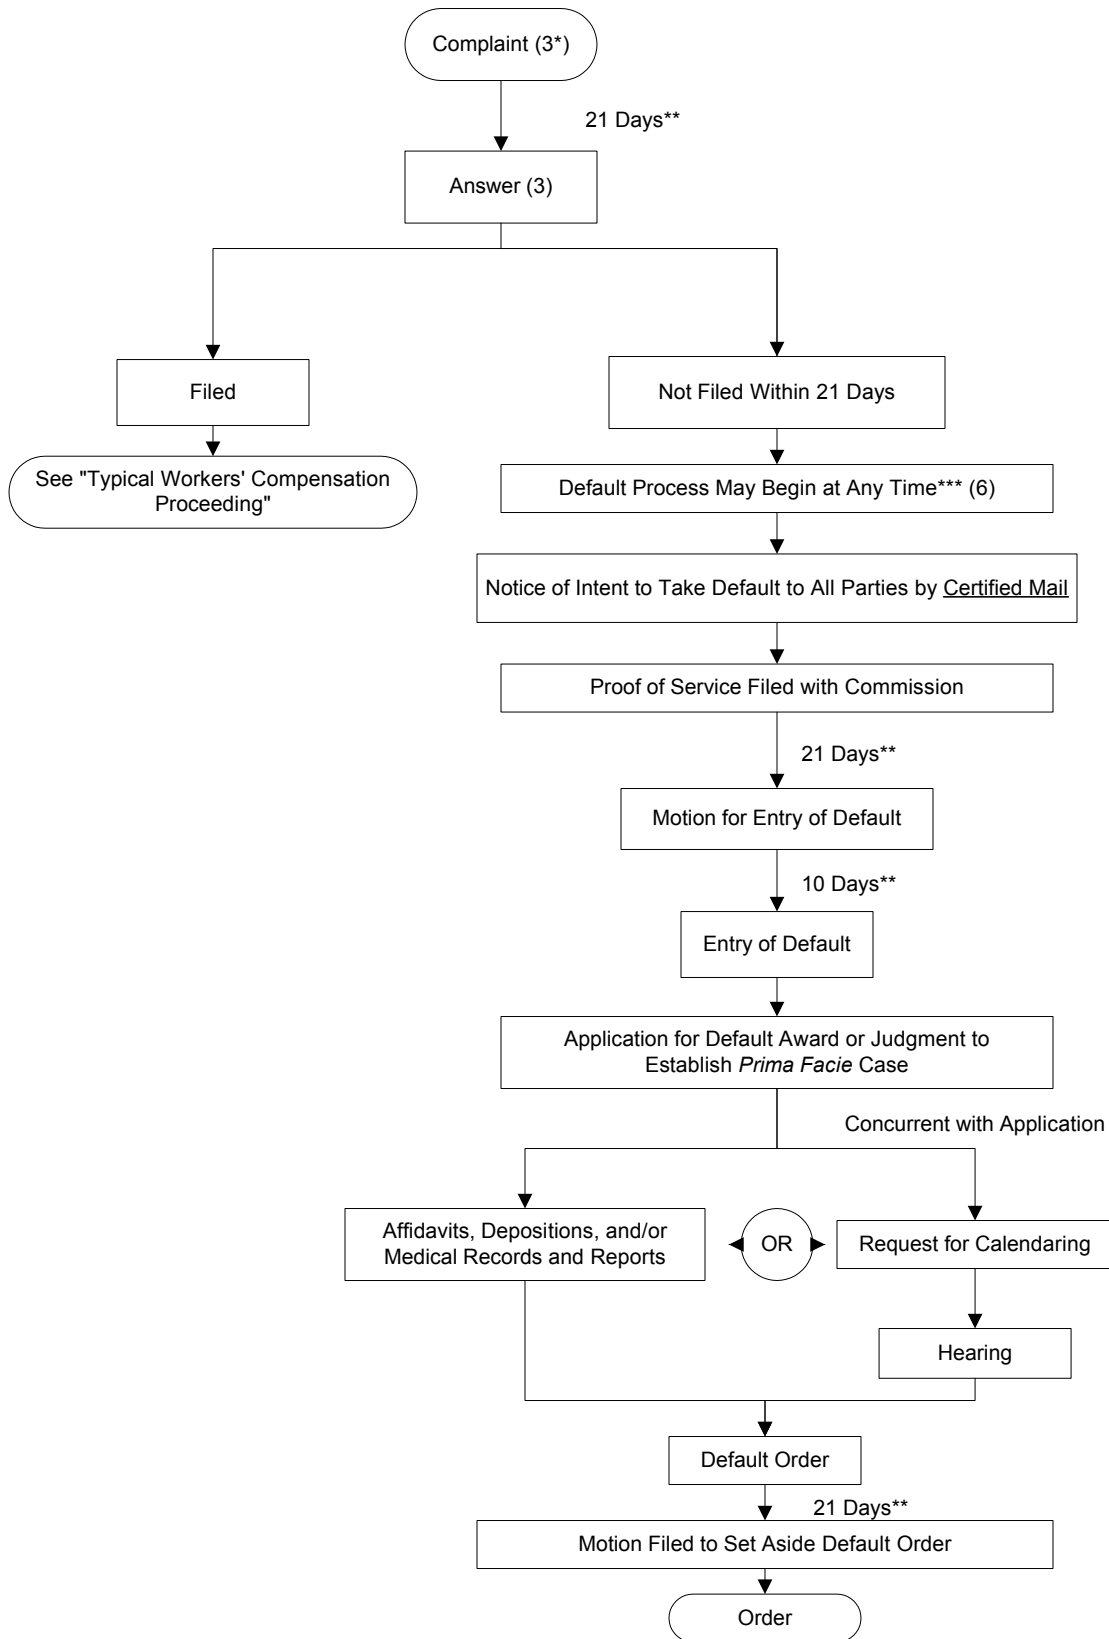 Complaint (3*)
21 Days**
Answer (3)
Filed
Not Filed Within 21 Days
See "Typical Workers' Compensation
Proceeding"
Default Process May Begin at Any Time*** (6)
Notice of Intent to Take Default to All Parties by Certified Mail
Proof of Service Filed with Commission
21 Days**
Motion for Entry of Default
10 Days**
Entry of Default
Application for Default Award or Judgment to
Establish Prima Facie Case
Concurrent with Application
Affidavits, Depositions, and/or
Medical Records and Reports
OR
Request for Calendaring
Hearing
Default Order
21 Days**
Motion Filed to Set Aside Default Order
Order